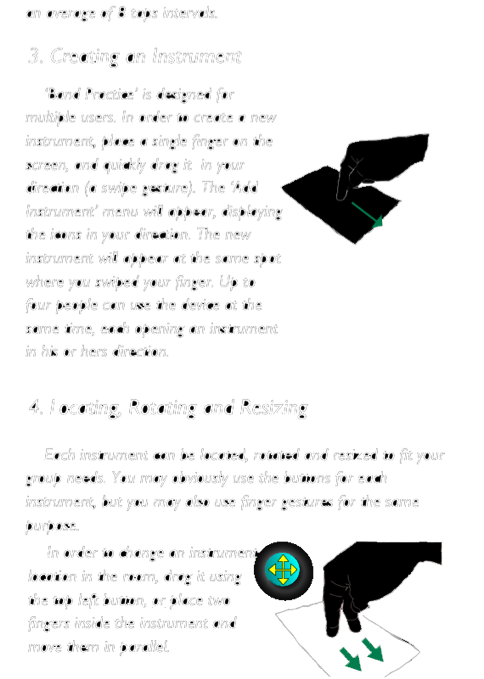 an average of 8 taps intervals.
3. Creating an Instrument
'Band Practice' is designed for
multiple users. In order to create a new
instrument, place a single finger on the
screen, and quickly drag it in your
direction (a swipe gesture). The 'Add
Instrument' menu will appear, displaying
the icons in your direction. The new
instrument will appear at the same spot
where you swiped your finger. Up to
four people can use the device at the
same time, each opening an instrument
in his or hers direction.
4. Locating, Rotating and Resizing
Each instrument can be located, rotated and resized to fit your
group needs. You may obviously use the buttons for each
instrument, but you may also use finger gestures for the same
purpose.
In order to change an instrument
location in the room, drag it using
the top left button, or place two
fingers inside the instrument and
move them in parallel.